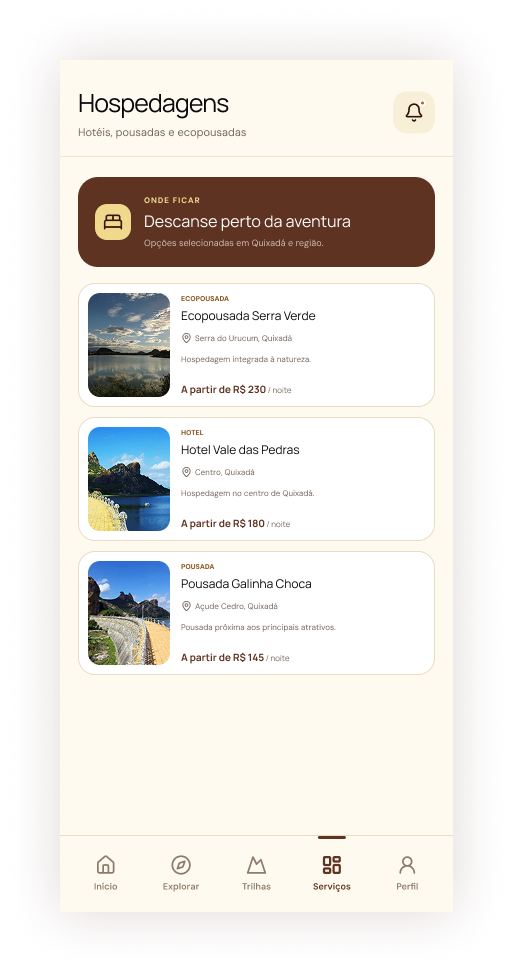 Hospedagens
Hotéis, pousadas e ecopousadas
ONDE FICAR
Descanse perto da aventura
Opções selecionadas em Quixadá e região.
ECOPOUSADA
Ecopousada Serra Verde
Serra do Urucum, Quixadá
Hospedagem integrada à natureza.
A partir de R$ 230 / noite
HOTEL
Hotel Vale das Pedras
Centro, Quixadá
Hospedagem no centro de Quixadá.
A partir de R$ 180 / noite
POUSADA
Pousada Galinha Choca
Açude Cedro, Quixadá
Pousada próxima aos principais atrativos.
A partir de R$ 145 / noite
Início
Explorar
Trilhas
Serviços
Perfil